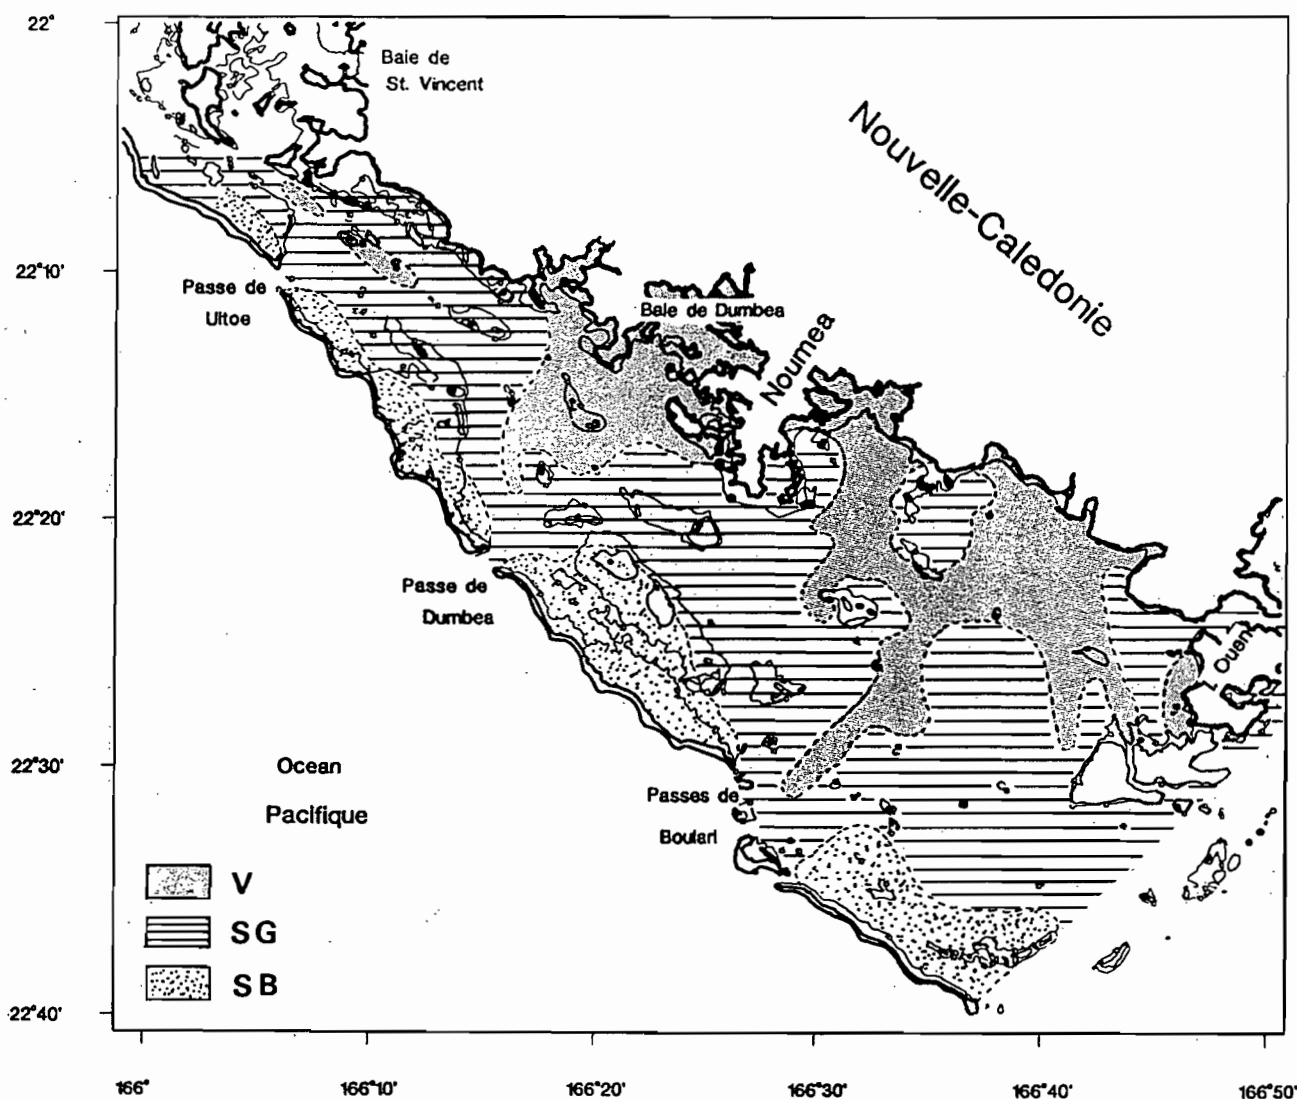 22°
22°10'
22°20'
22°30'
22°40'
Baie de
St. Vincent
Nouvelle-Caledonie
Passe de
Uitoe
Baie de Dumbea
Noumea
Passe de
Dumbea
I. Ouen
Ocean
Pacifique
Passes de
Boulari
V
SG
SB
166°
166°10'
166°20'
166°30'
166°40'
166°50'